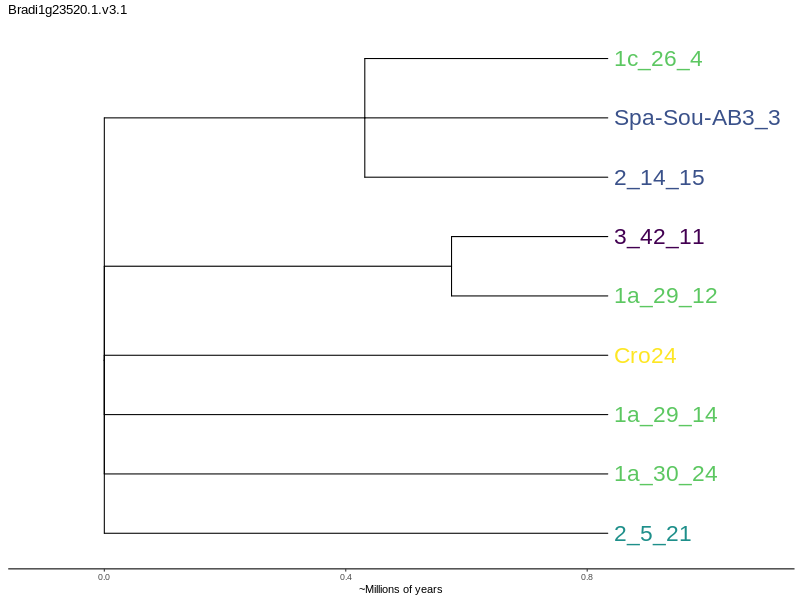 Bradi1g23520.1.v3.1
1c_26_4
Spa-Sou-AB3_3
2_14_15
3_42_11
1a_29_12
Cro24
1a_29_14
1a_30_24
2_5_21
0.0 0.4 0.8
~Millions of years